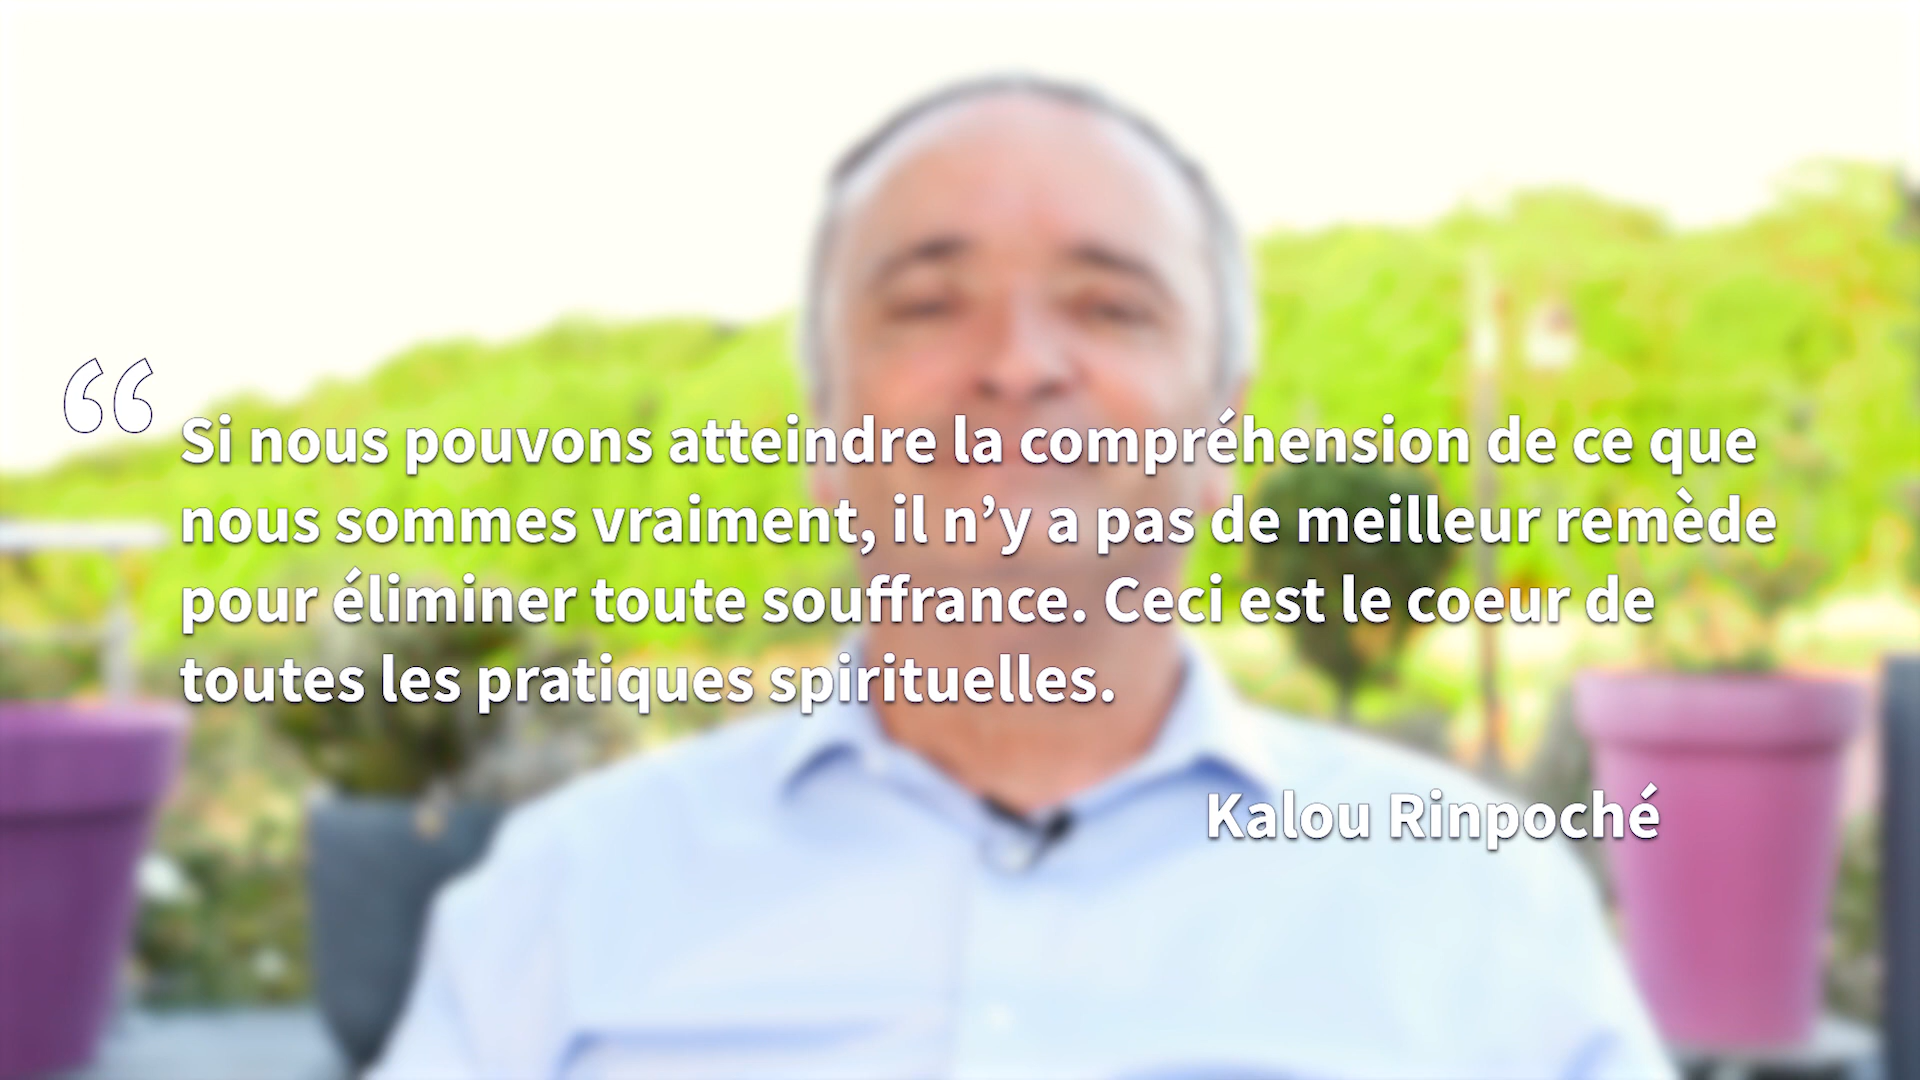 “
Si nous pouvons atteindre la compréhension de ce que
nous sommes vraiment, il n’y a pas de meilleur remède
pour éliminer toute souffrance. Ceci est le coeur de
toutes les pratiques spirituelles.
Kalou Rinpoché